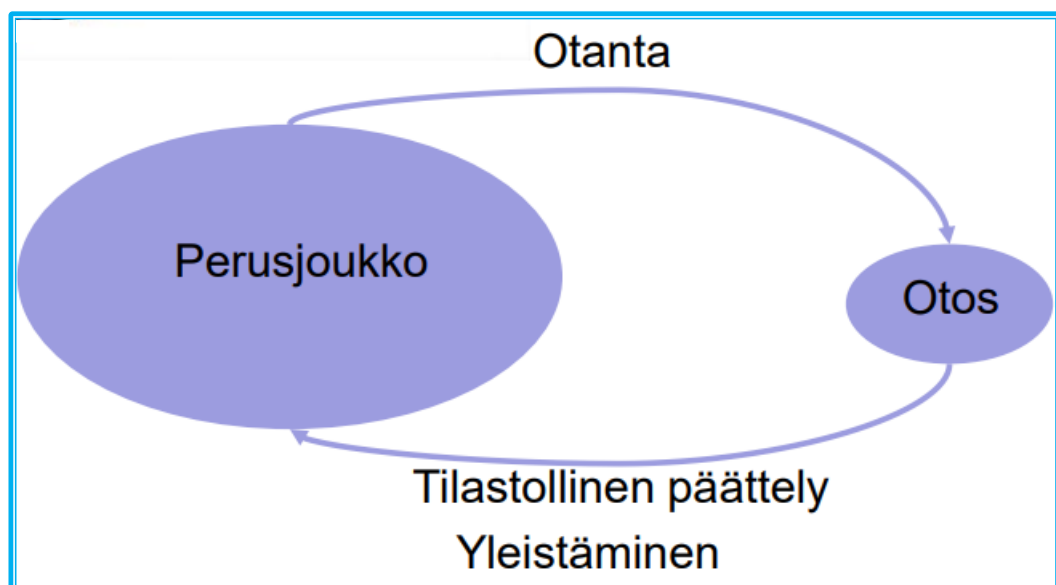 Otanta
Perusjoukko
Otos
Tilastollinen päättely
Yleistäminen